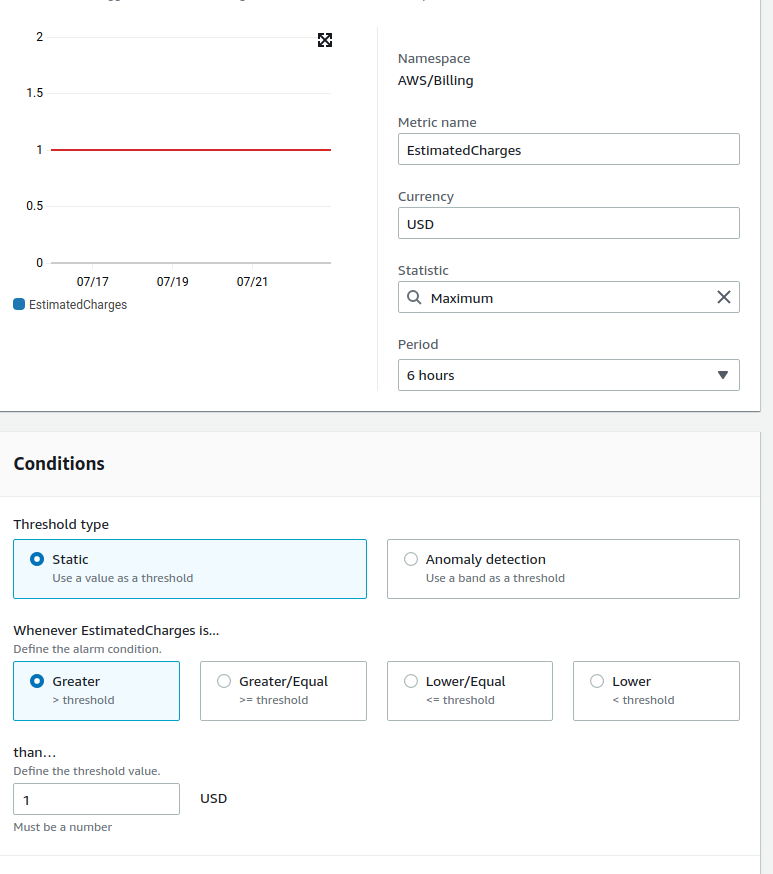 2
1.5
1
0.5
0
07/17 07/19 07/21
EstimatedCharges
Namespace
AWS/Billing
Metric name
EstimatedCharges
Currency
USD
Statistic
Maximum
Period
6 hours
Conditions
Threshold type
Static
Use a value as a threshold
Anomaly detection
Use a band as a threshold
Whenever EstimatedCharges is...
Define the alarm condition.
Greater
> threshold
Greater/Equal
>= threshold
Lower/Equal
<= threshold
Lower
< threshold
than...
Define the threshold value.
1
USD
Must be a number